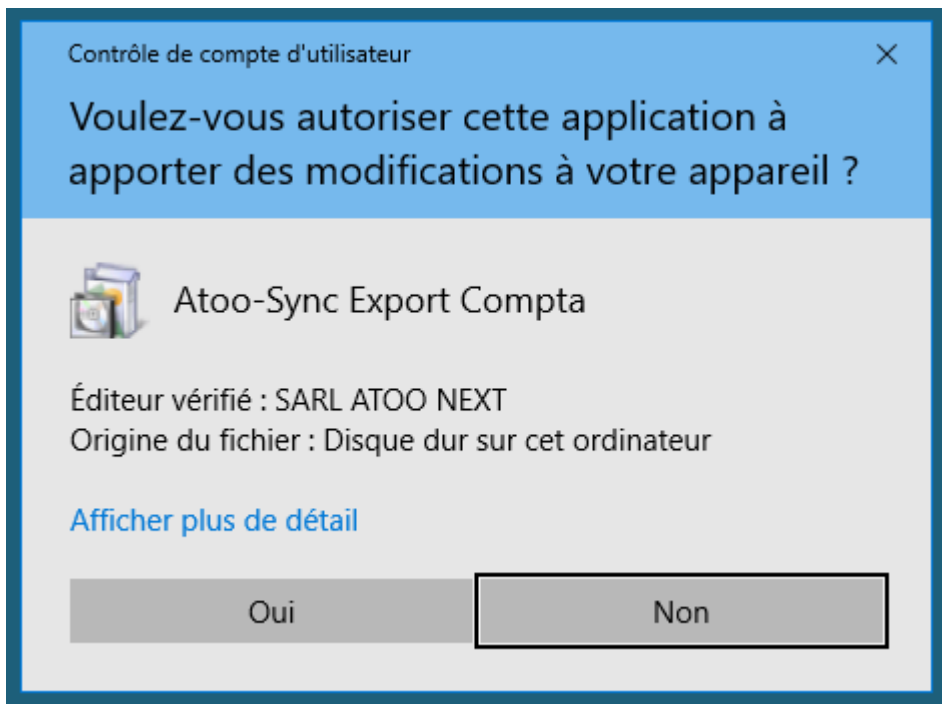 Contrôle de compte d'utilisateur
Voulez-vous autoriser cette application à
apporter des modifications à votre appareil ?
Atoo-Sync Export Compta
Éditeur vérifié : SARL ATOO NEXT
Origine du fichier : Disque dur sur cet ordinateur
Afficher plus de détail
Oui
Non